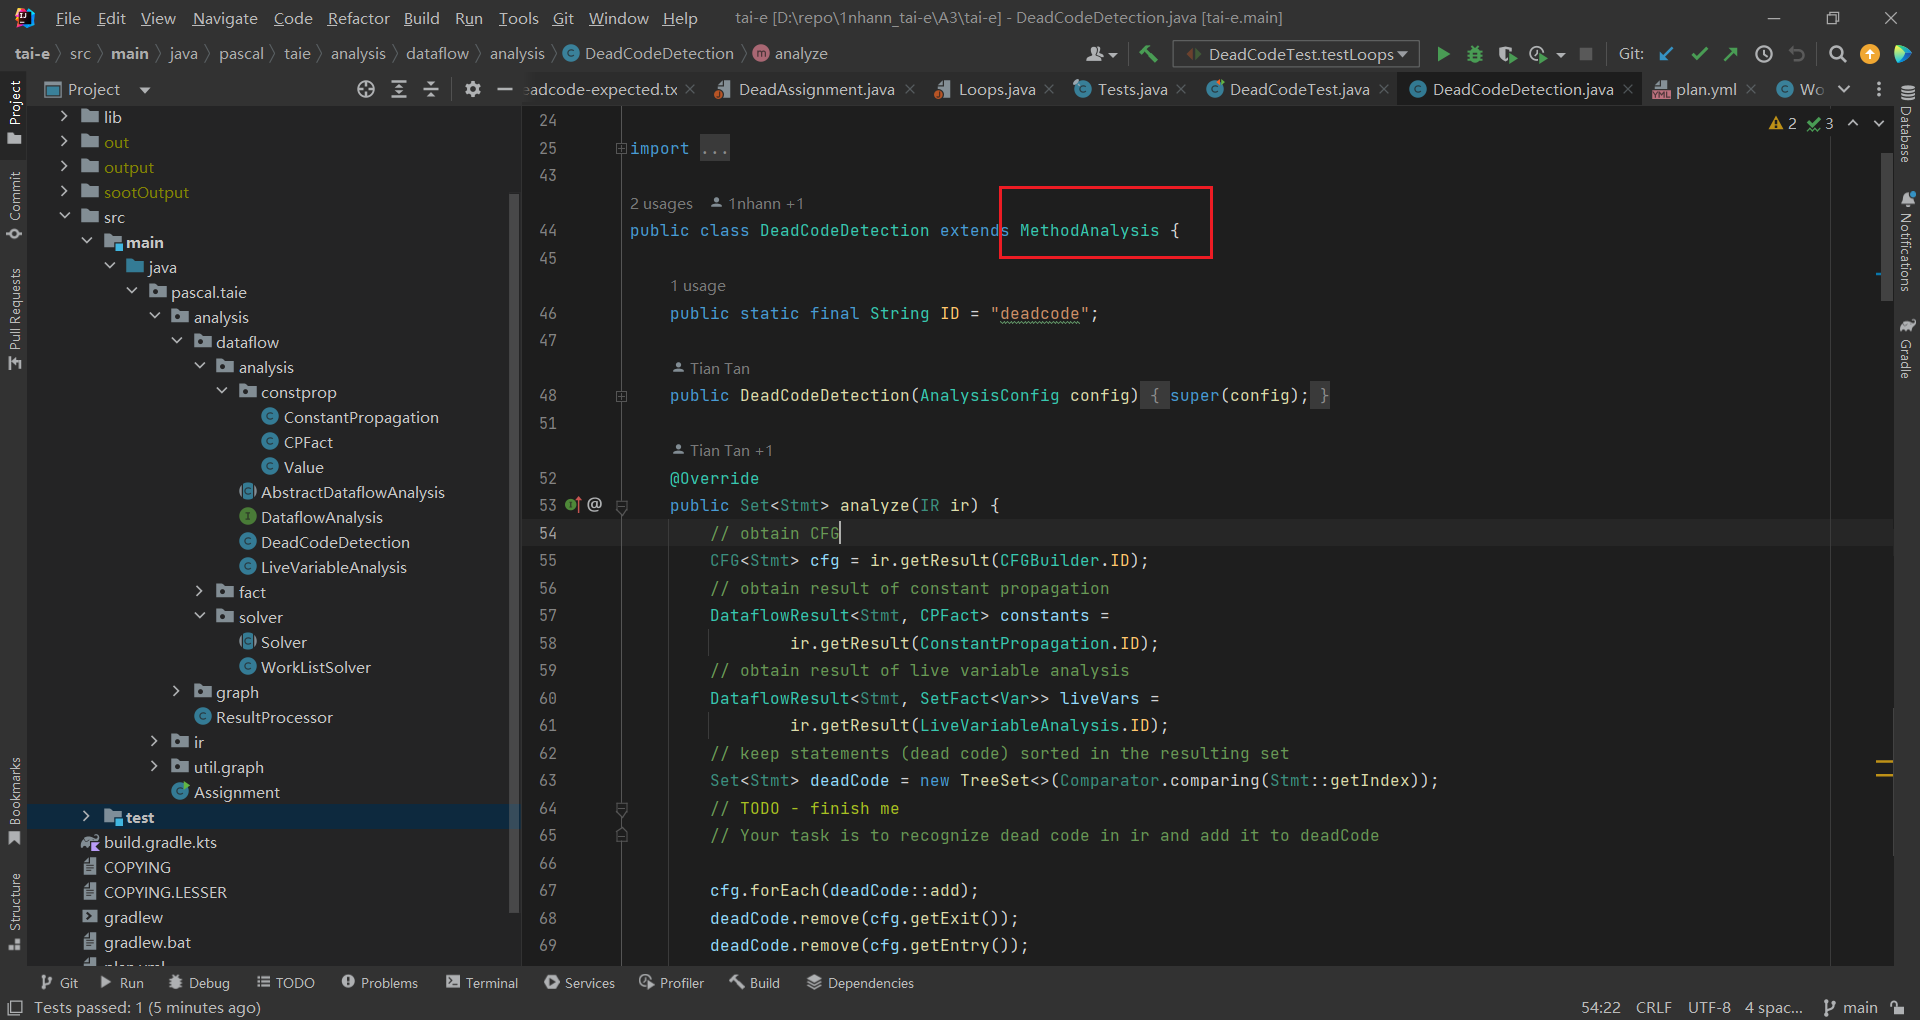 File Edit View Navigate Code Refactor Build Run Tools Git Window Help tai-e [D:\repo\1nhann_tai-e\A3\tai-e] - DeadCodeDetection.java [tai-e.main]
tai-e src main java pascal taie analysis dataflow analysis DeadCodeDetection analyze DeadCodeTest.testLoops Git:
Project eadcode-expected.tx DeadAssignment.java Loops.java Tests.java DeadCodeTest.java DeadCodeDetection.java plan.yml Wo
Project
Commit
Pull Requests
Bookmarks
Structure
lib
out
output
sootOutput
src
main
java
pascal.taie
analysis
dataflow
analysis
constprop
ConstantPropagation
CPFact
Value
AbstractDataflowAnalysis
DataflowAnalysis
DeadCodeDetection
LiveVariableAnalysis
fact
solver
Solver
WorkListSolver
graph
ResultProcessor
ir
util.graph
Assignment
test
build.gradle.kts
COPYING
COPYING.LESSER
gradlew
gradlew.bat
24
2 3
25 import ...
43
2 usages 1nhann +1
44 public class DeadCodeDetection extends MethodAnalysis {
45
1 usage
46 public static final String ID = "deadcode";
47
Tian Tan
48 public DeadCodeDetection(AnalysisConfig config) { super(config); }
51
Tian Tan +1
52 @Override
53 public Set<Stmt> analyze(IR ir) {
54 // obtain CFG
55 CFG<Stmt> cfg = ir.getResult(CFGBuilder.ID);
56 // obtain result of constant propagation
57 DataflowResult<Stmt, CPFact> constants =
58 ir.getResult(ConstantPropagation.ID);
59 // obtain result of live variable analysis
60 DataflowResult<Stmt, SetFact<Var>> liveVars =
61 ir.getResult(LiveVariableAnalysis.ID);
62 // keep statements (dead code) sorted in the resulting set
63 Set<Stmt> deadCode = new TreeSet<>(Comparator.comparing(Stmt::getIndex));
64 // TODO - finish me
65 // Your task is to recognize dead code in ir and add it to deadCode
66
67 cfg.forEach(deadCode::add);
68 deadCode.remove(cfg.getExit());
69 deadCode.remove(cfg.getEntry());
Database
Notifications
Gradle
Git Run Debug TODO Problems Terminal Services Profiler Build Dependencies
Tests passed: 1 (5 minutes ago) 54:22 CRLF UTF-8 4 spac... main